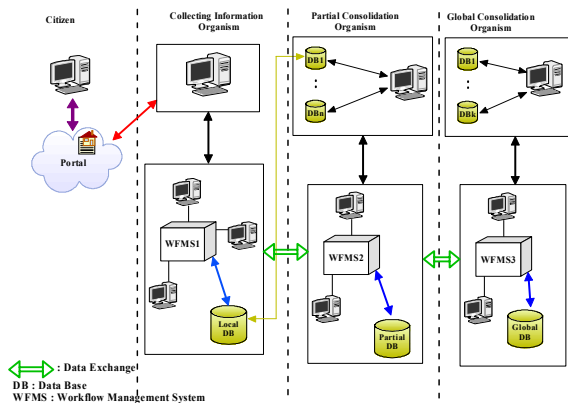 Citizen
Collecting Information
Organism
Partial Consolidation
Organism
Global Consolidation
Organism
Portal
DB1
:
DBn
DB1
:
DBk
WFMS1
WFMS2
WFMS3
Local
DB
Partial
DB
Global
DB
: Data Exchange
DB : Data Base
WFMS : Workflow Management System